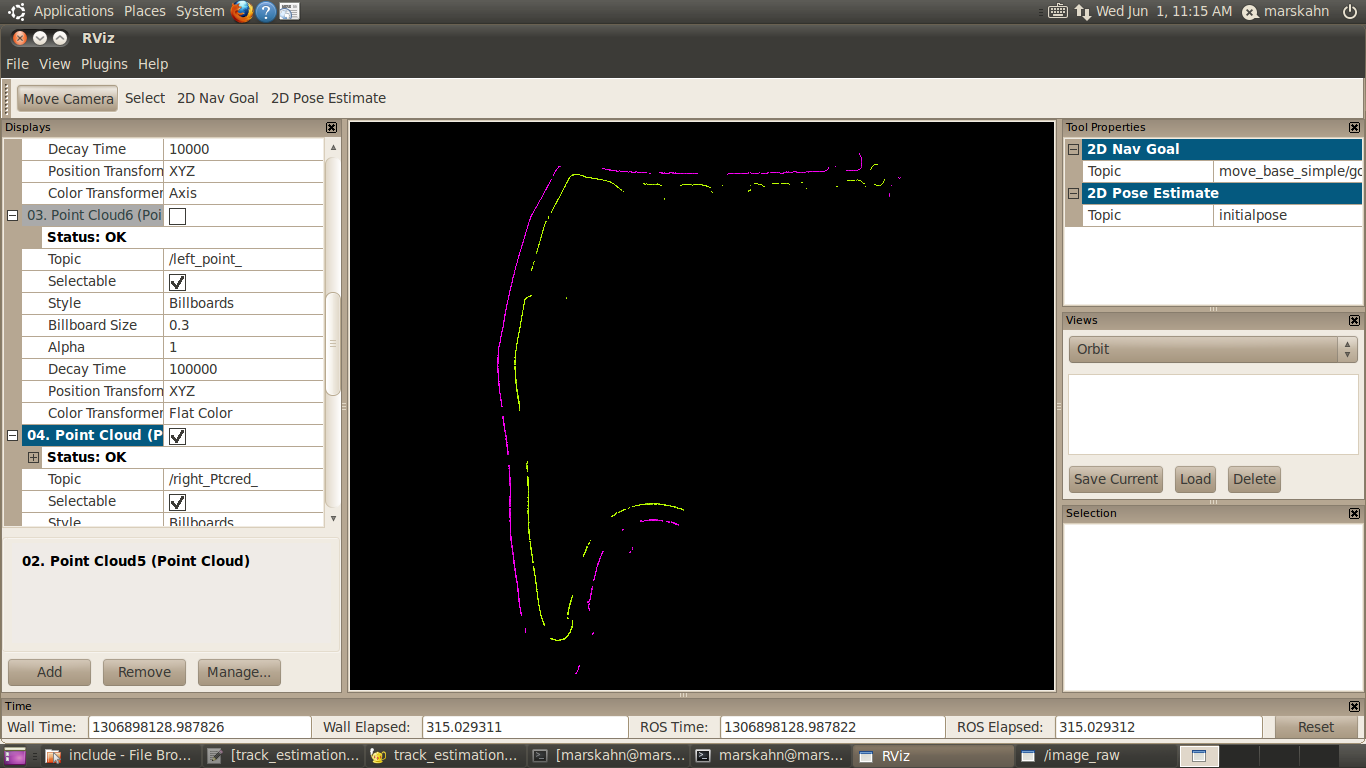 Applications Places System Wed Jun 1, 11:15 AM marskahn
RViz
File View Plugins Help
Move Camera Select 2D Nav Goal 2D Pose Estimate
Displays
Decay Time 10000
Position Transforn XYZ
Color Transformer Axis
03. Point Cloud6 (Poi
Status: OK
Topic /left_point_
Selectable
Style Billboards
Billboard Size 0.3
Alpha 1
Decay Time 100000
Position Transforn XYZ
Color Transformer Flat Color
04. Point Cloud (P
Status: OK
Topic /right_Ptcred_
Selectable
Style Billboards
02. Point Cloud5 (Point Cloud)
Add Remove Manage...
Tool Properties
2D Nav Goal
Topic move_base_simple/go
2D Pose Estimate
Topic initialpose
Views
Orbit
Save Current Load Delete
Selection
Time
Wall Time: 1306898128.987826 Wall Elapsed: 315.029311 ROS Time: 1306898128.987822 ROS Elapsed: 315.029312 Reset
include - File Bro... [track_estimation... track_estimation... [marskahn@mars... marskahn@mars... RViz /image_raw